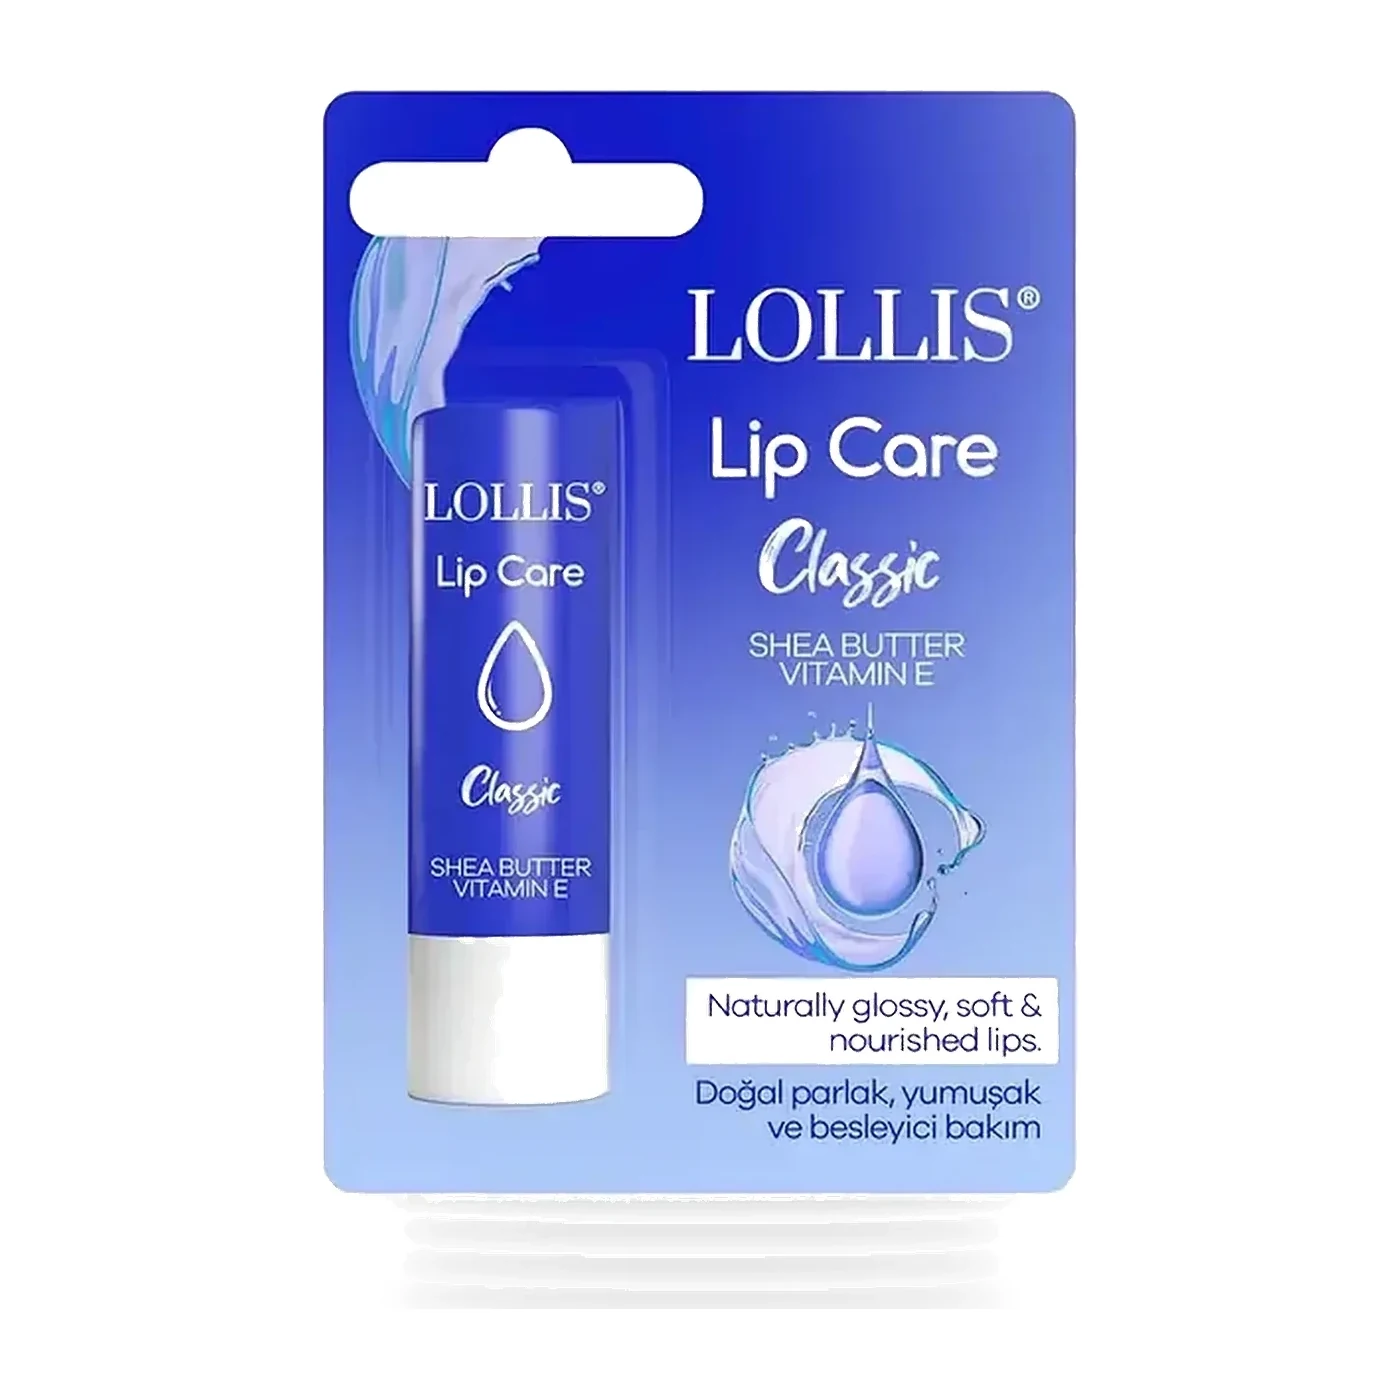 LOLLIS®
Lip Care
Classic
SHEA BUTTER
VITAMIN E
LOLLIS®
Lip Care
Classic
SHEA BUTTER
VITAMIN E
Naturally glossy, soft &
nourished lips.
Doğal parlak, yumuşak
ve besleyici bakım